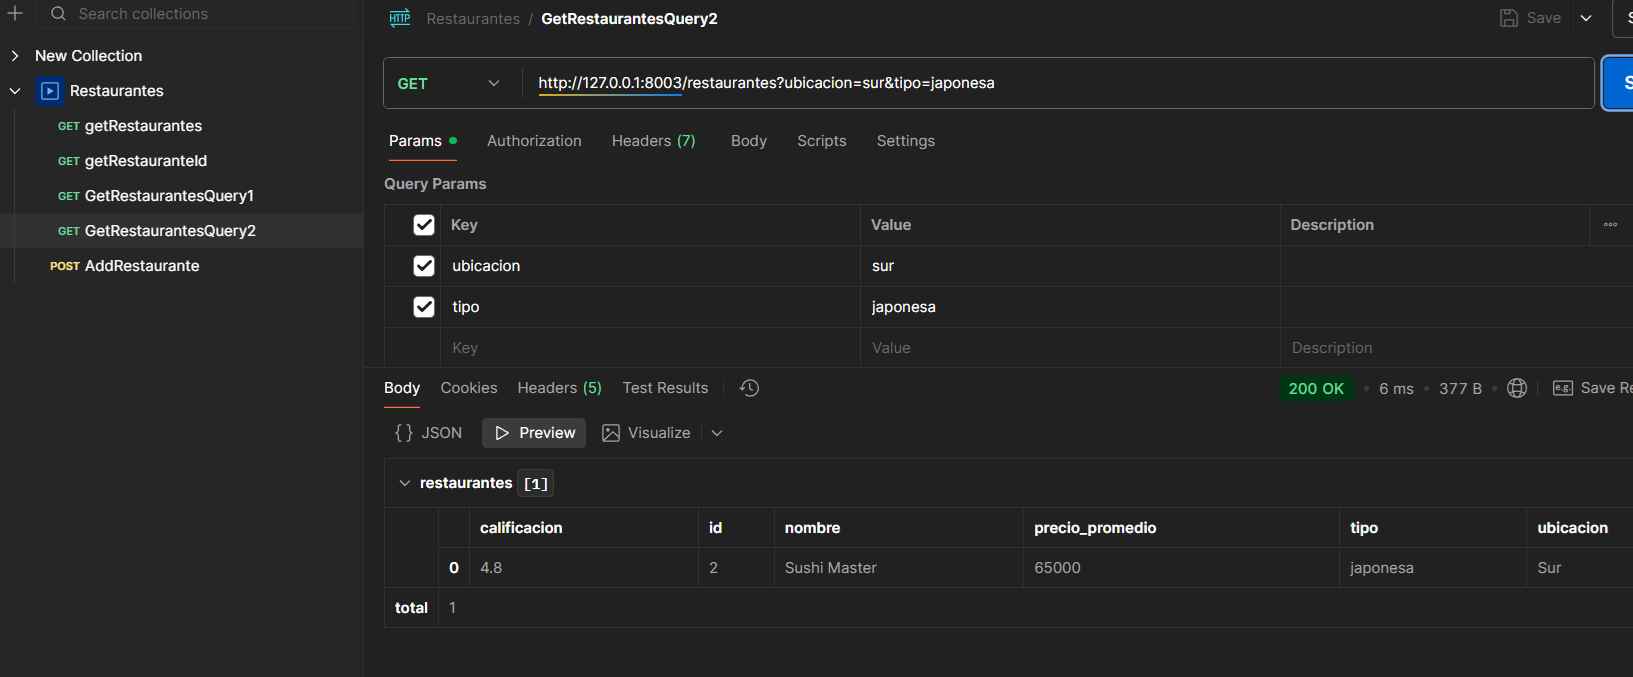 Search collections
New Collection
Restaurantes
GET getRestaurantes
GET getRestauranteId
GET GetRestaurantesQuery1
GET GetRestaurantesQuery2
POST AddRestaurante
HTTP Restaurantes / GetRestaurantesQuery2
Save
S
GET http://127.0.0.1:8003/restaurantes?ubicacion=sur&tipo=japonesa
S
Params Authorization Headers (7) Body Scripts Settings
Query Params
Key Value Description
ubicacion sur
tipo japonesa
Key Value Description
Body Cookies Headers (5) Test Results
200 OK • 6 ms • 377 B • e.g. Save Re
{} JSON Preview Visualize
restaurantes [1]
calificacion id nombre precio_promedio tipo ubicacion
0 4.8 2 Sushi Master 65000 japonesa Sur
total 1